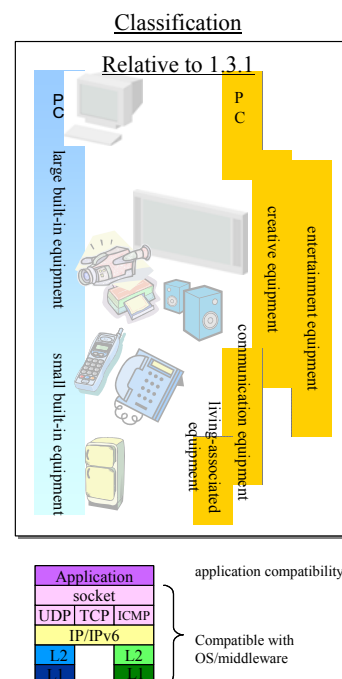 Classification
Relative to 1.3.1
PC
large built-in equipment
small built-in equipment
PC
creative equipment
entertainment equipment
communication equipment
living-associated
equipment
Application
socket
UDP TCP ICMP
IP/IPv6
L2 L2
L1 L1
application compatibility
Compatible with
OS/middleware